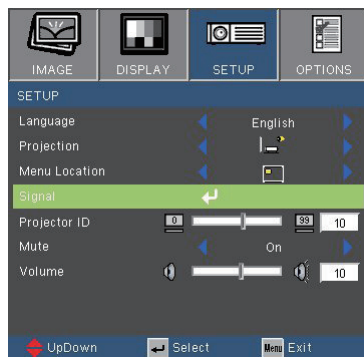 IMAGE DISPLAY SETUP OPTIONS
SETUP
Language English
Projection
Menu Location
Signal
Projector ID 0 99 10
Mute On
Volume 10
UpDown Select Menu Exit